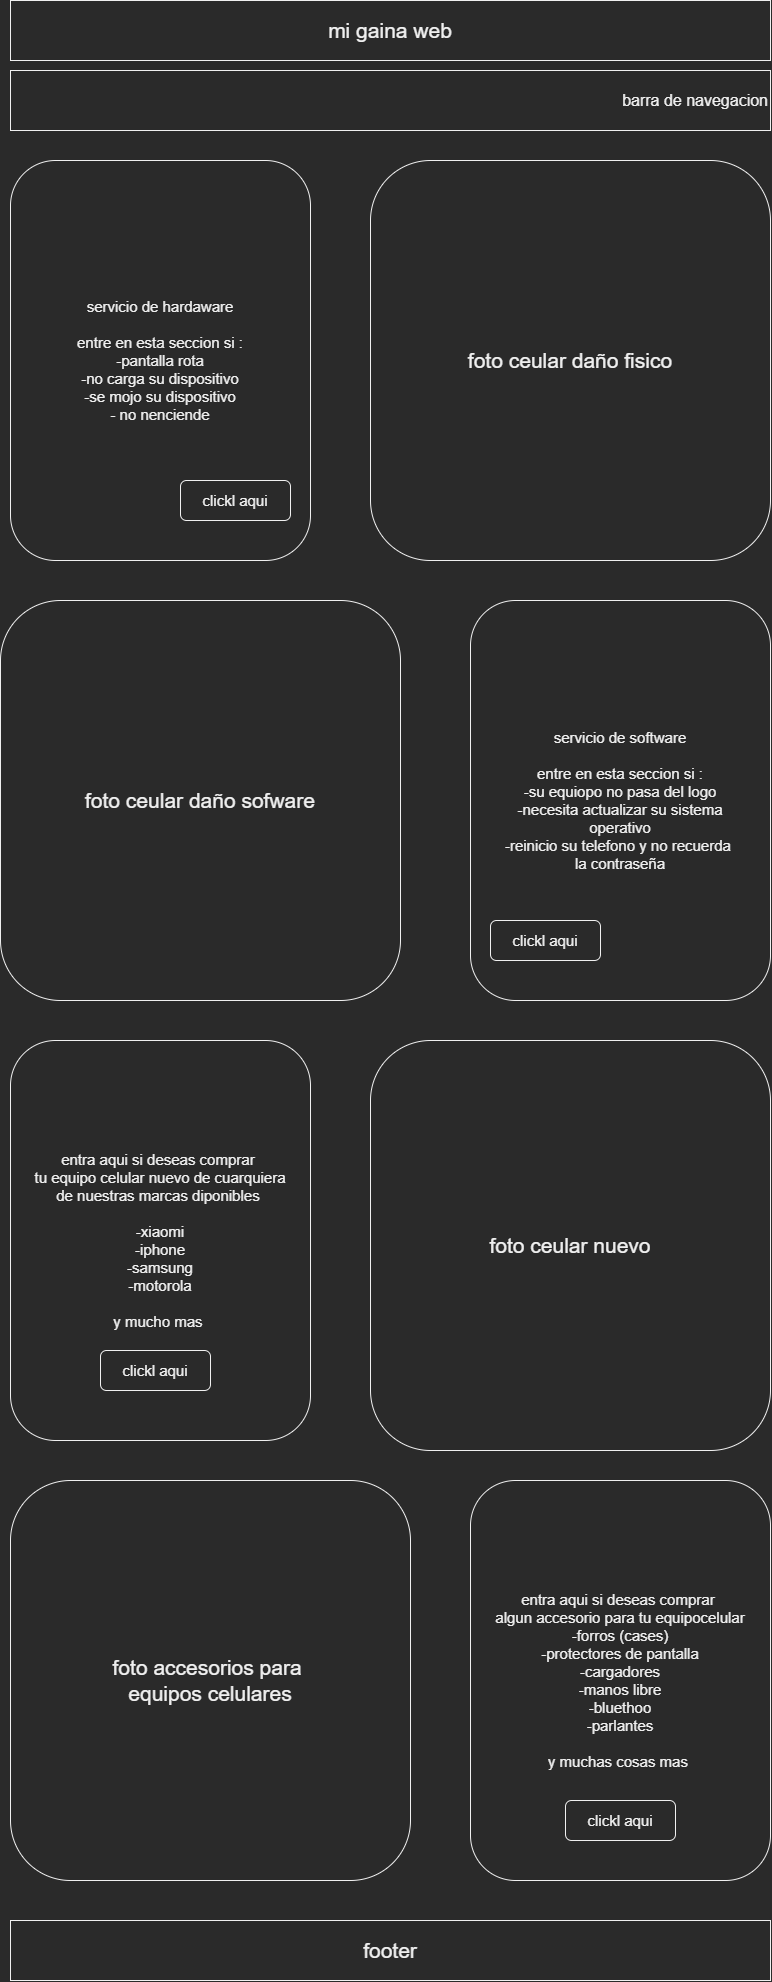 mi gaina web
barra de navegacion
servicio de hardaware
entre en esta seccion si :
-pantalla rota
-no carga su dispositivo
-se mojo su dispositivo
- no nenciende
clickl aqui
foto ceular daño fisico
foto ceular daño sofware
servicio de software
entre en esta seccion si :
-su equiopo no pasa del logo
-necesita actualizar su sistema
operativo
-reinicio su telefono y no recuerda
la contraseña
clickl aqui
entra aqui si deseas comprar
tu equipo celular nuevo de cuarquiera
de nuestras marcas diponibles
-xiaomi
-iphone
-samsung
-motorola
y mucho mas
clickl aqui
foto ceular nuevo
foto accesorios para
equipos celulares
entra aqui si deseas comprar
algun accesorio para tu equipocelular
-forros (cases)
-protectores de pantalla
-cargadores
-manos libre
-bluethoo
-parlantes
y muchas cosas mas
clickl aqui
footer